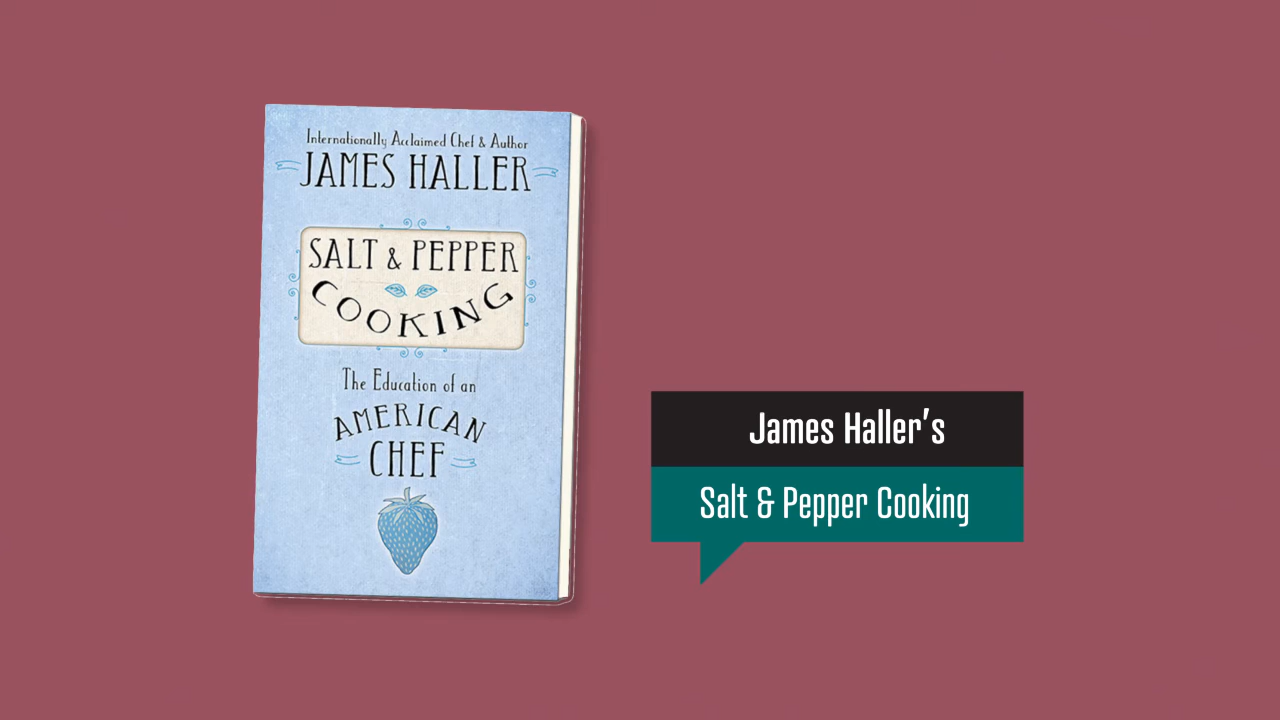 Internationally Acclaimed Chef & Author
JAMES HALLER
SALT & PEPPER
COOKING
The Education of an
AMERICAN
CHEF
James Haller's
Salt & Pepper Cooking